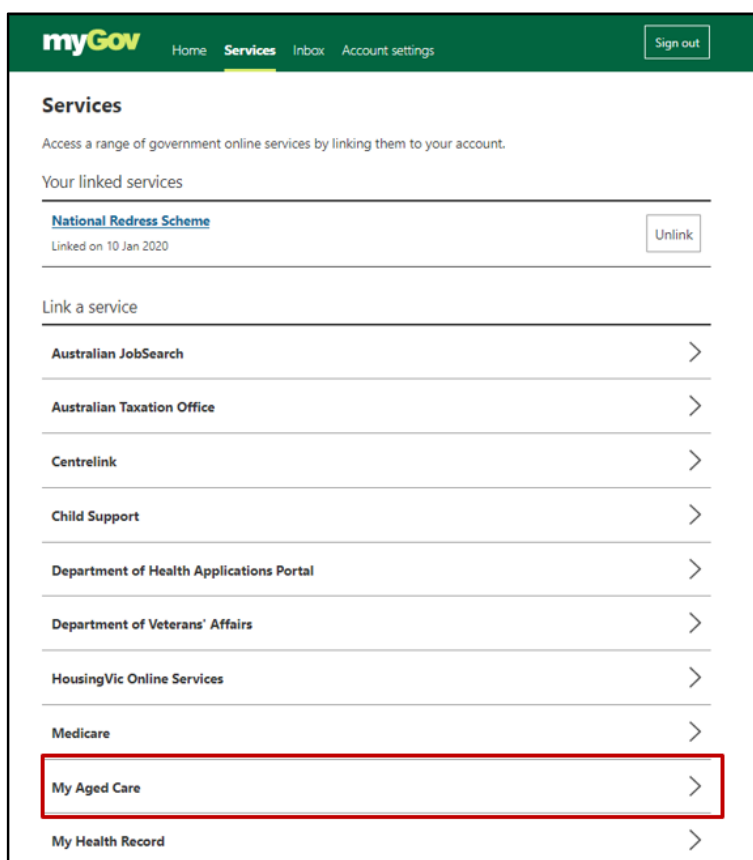 myGov Home Services Inbox Account settings Sign out
Services
Access a range of government online services by linking them to your account.
Your linked services
National Redress Scheme
Linked on 10 Jan 2020
Unlink
Link a service
Australian JobSearch
Australian Taxation Office
Centrelink
Child Support
Department of Health Applications Portal
Department of Veterans' Affairs
HousingVic Online Services
Medicare
My Aged Care
My Health Record